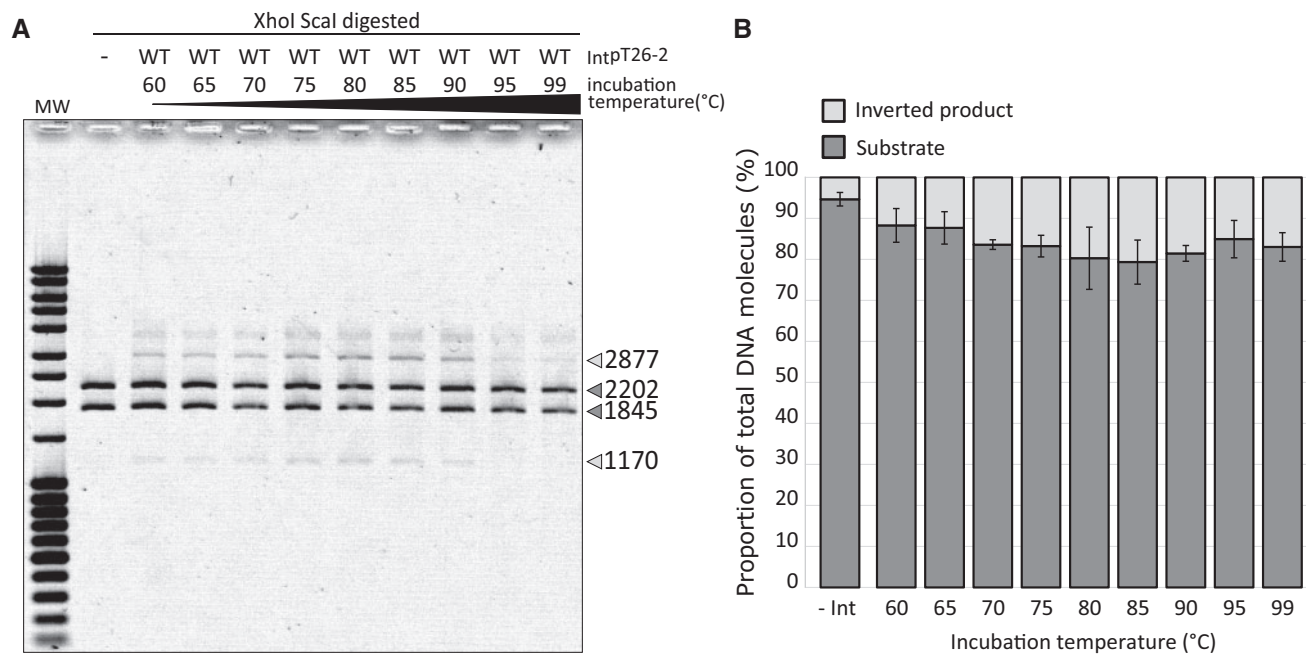 A
XhoI ScaI digested
- WT WT WT WT WT WT WT WT WT IntpT26-2
60 65 70 75 80 85 90 95 99 incubation
temperature(°C)
MW
2877
2202
1845
1170
B
Inverted product
Substrate
Proportion of total DNA molecules (%)
100
90
80
70
60
50
40
30
20
10
0
- Int 60 65 70 75 80 85 90 95 99
Incubation temperature (°C)